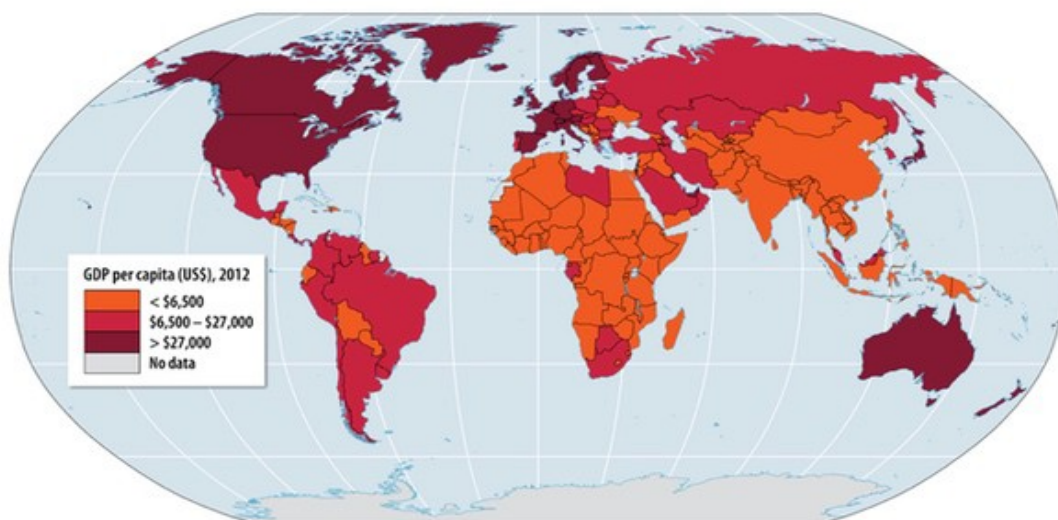 GDP per capita (US$), 2012
< $6,500
$6,500 – $27,000
> $27,000
No data